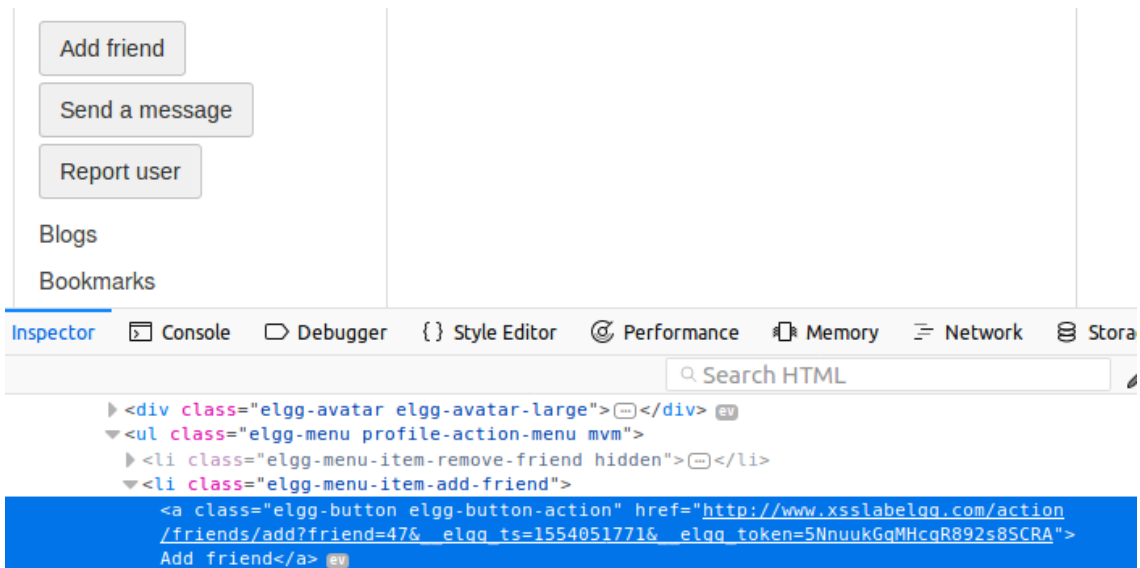 Add friend
Send a message
Report user
Blogs
Bookmarks
Inspector Console Debugger {} Style Editor Performance Memory Network Stora
Search HTML
<div class="elgg-avatar elgg-avatar-large"></div> ev
<ul class="elgg-menu profile-action-menu mvm">
<li class="elgg-menu-item-remove-friend hidden"></li>
<li class="elgg-menu-item-add-friend">
<a class="elgg-button elgg-button-action" href="http://www.xsslabelgg.com/action
/friends/add?friend=47&__elgg_ts=1554051771&__elgg_token=5NnuukGqMHcqR892s8SCRA">
Add friend</a> ev